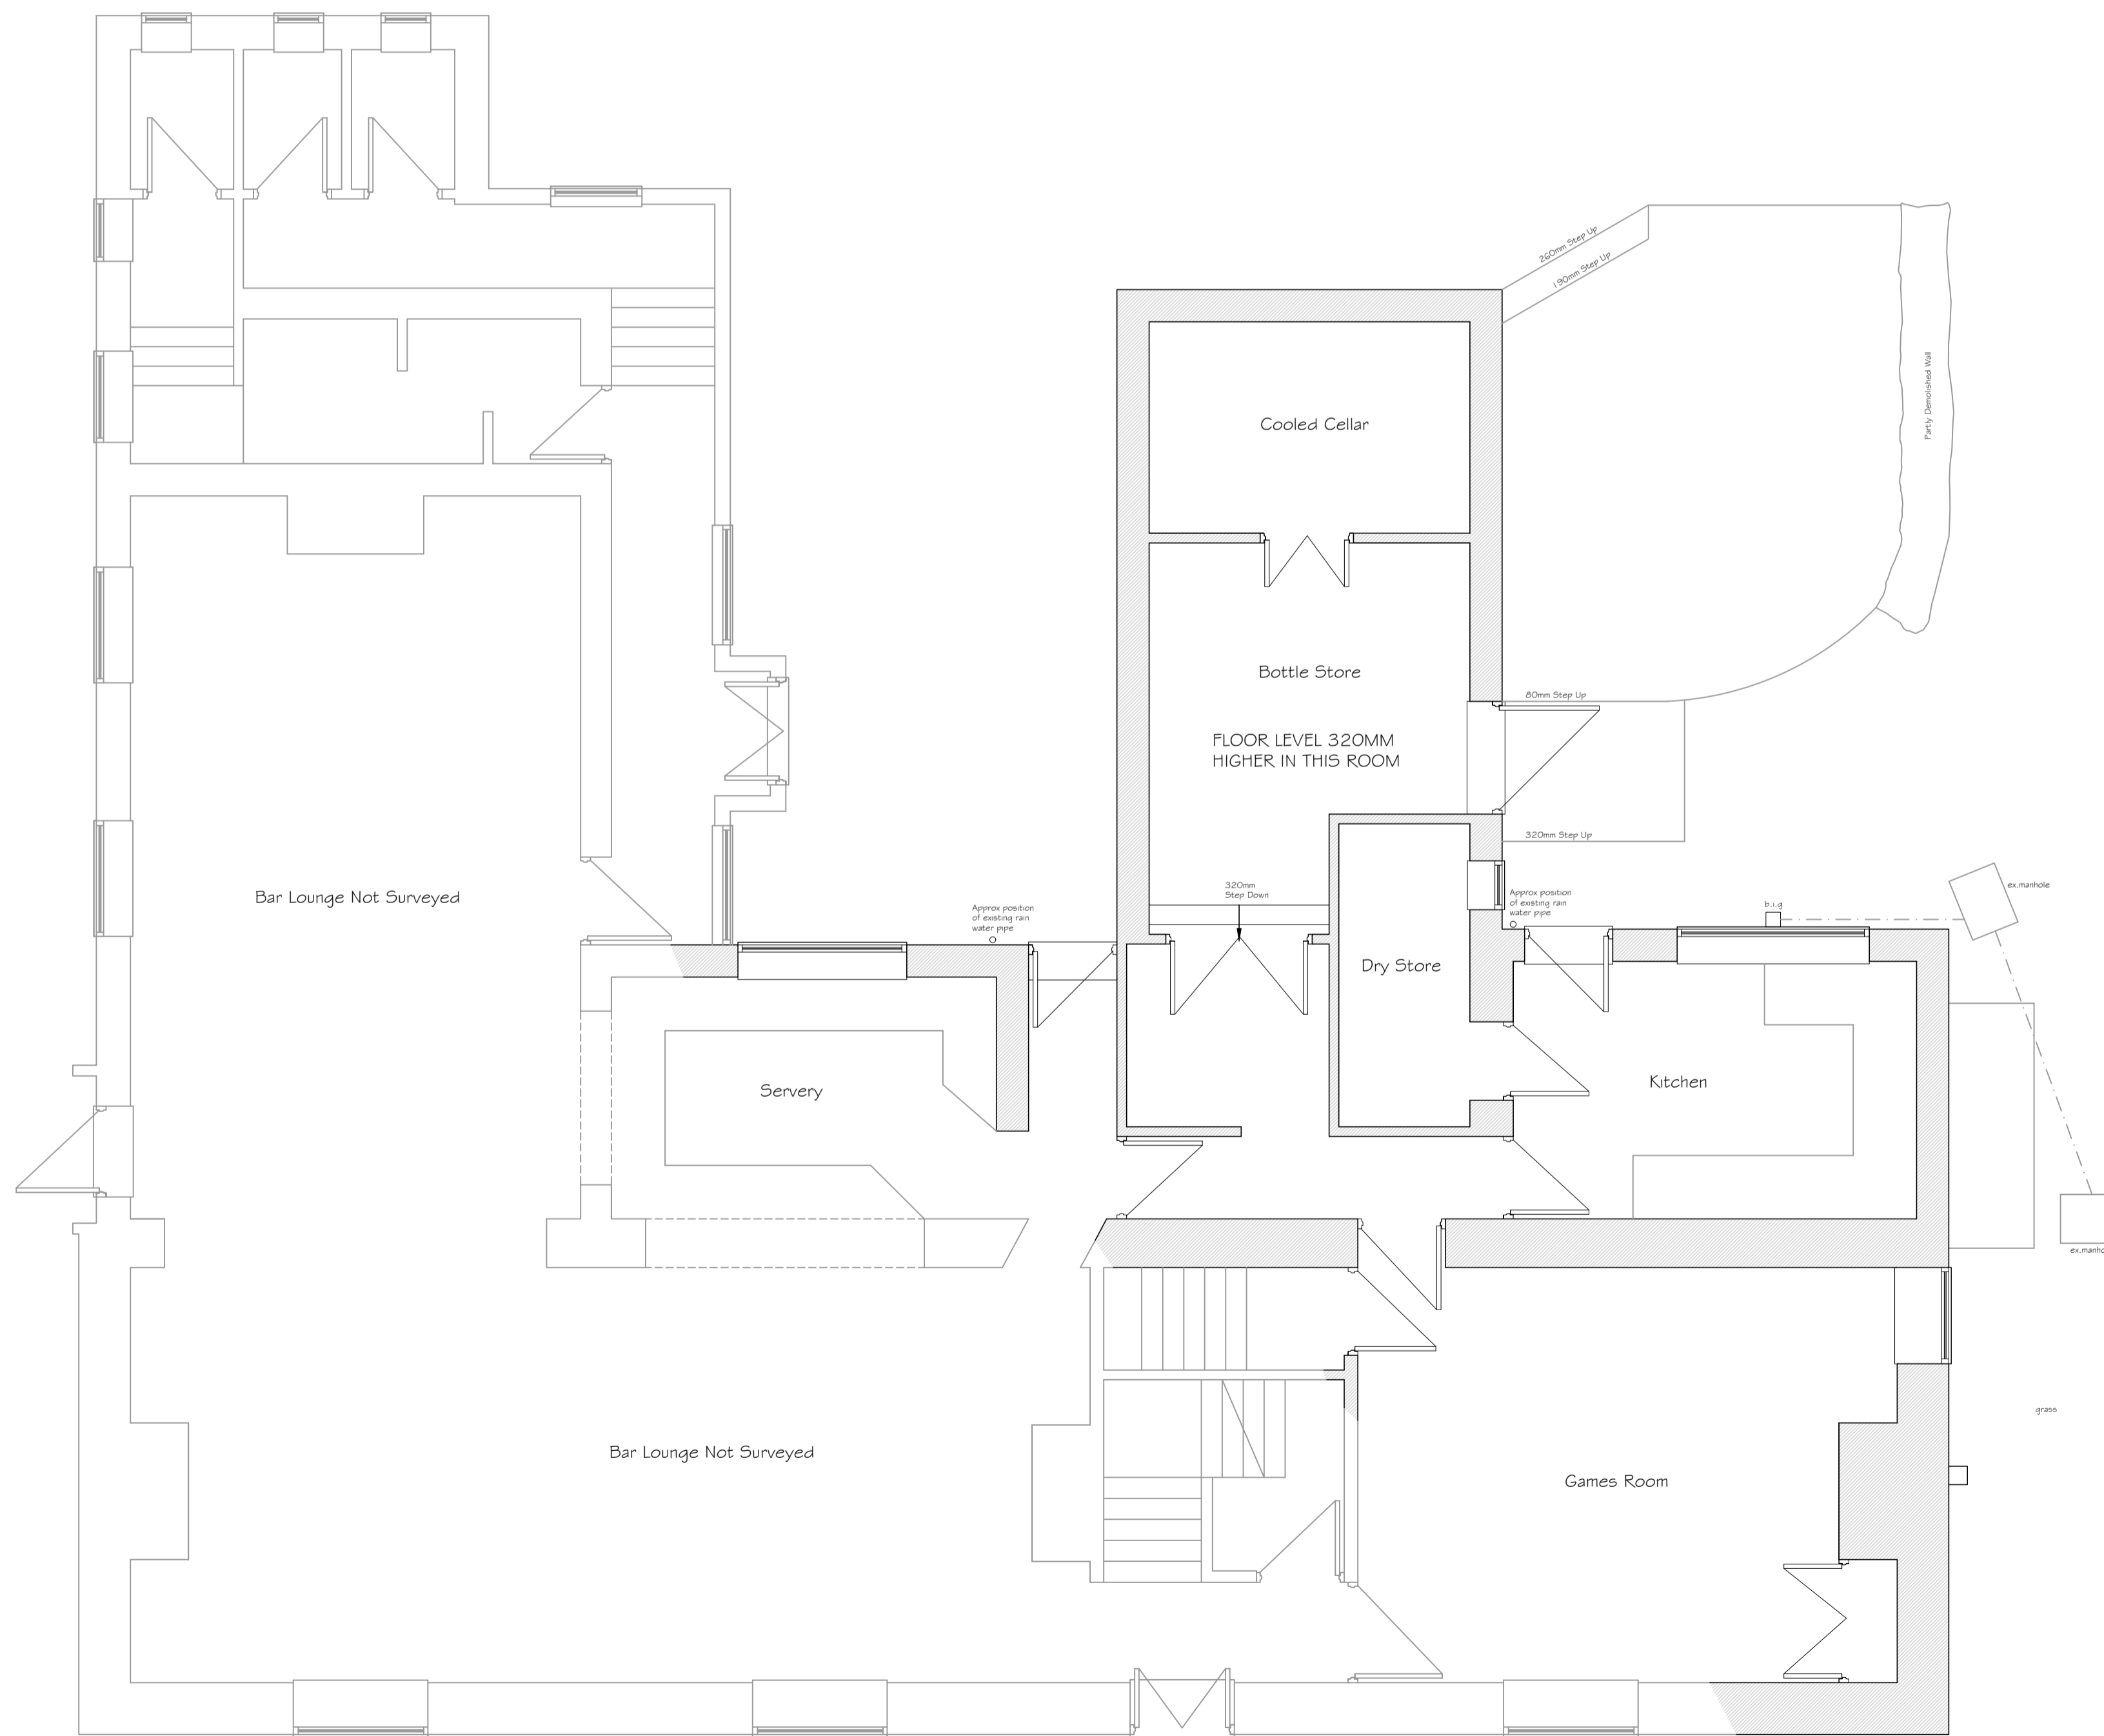 260mm Step Up
190mm Step Up
Partly Demolished Wall
Cooled Cellar
Bottle Store
80mm Step Up
FLOOR LEVEL 320MM
HIGHER IN THIS ROOM
320mm Step Up
Bar Lounge Not Surveyed
320mm
Step Down
Approx position
of existing rain
water pipe
Approx position
of existing rain
water pipe
b.i.g
ex.manhole
Dry Store
Servery
Kitchen
ex.manho
grass
Bar Lounge Not Surveyed
Games Room